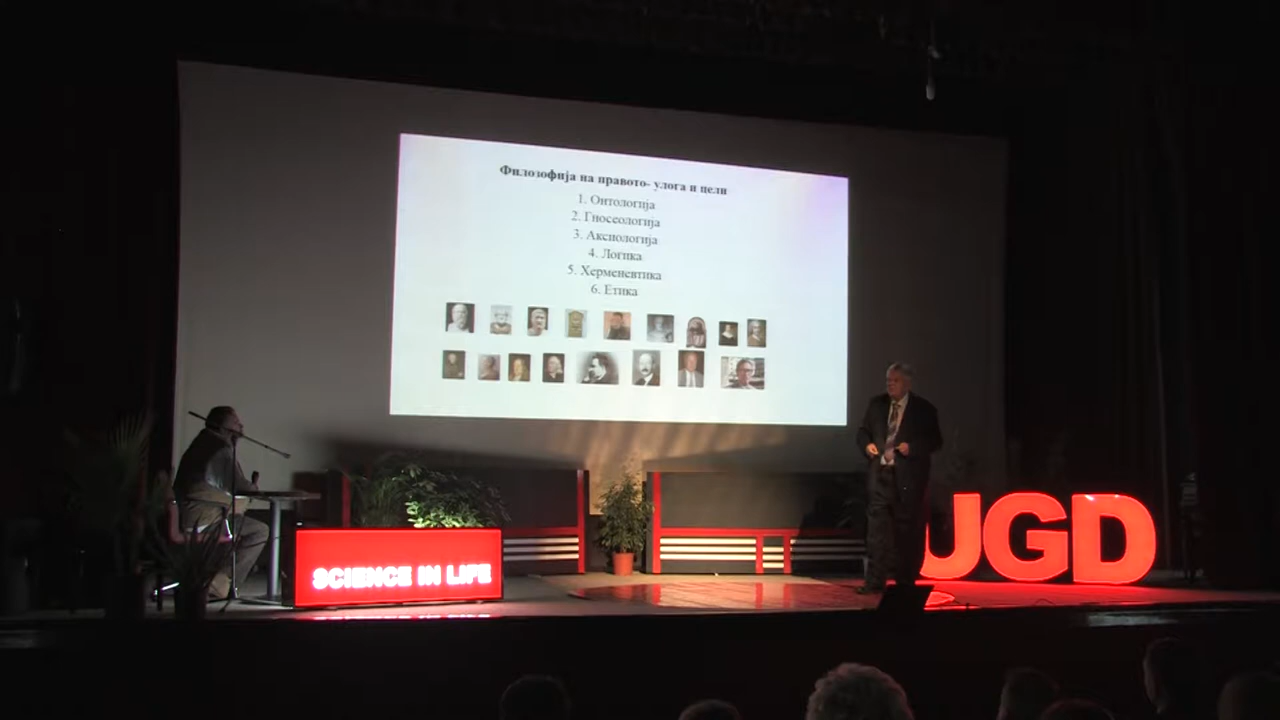 Филозофија на правото- улога и цели
1. Онтологија
2. Гносеологија
3. Аксиологија
4. Логика
5. Херменевтика
6. Етика
SCIENCE IN LIFE
UGD